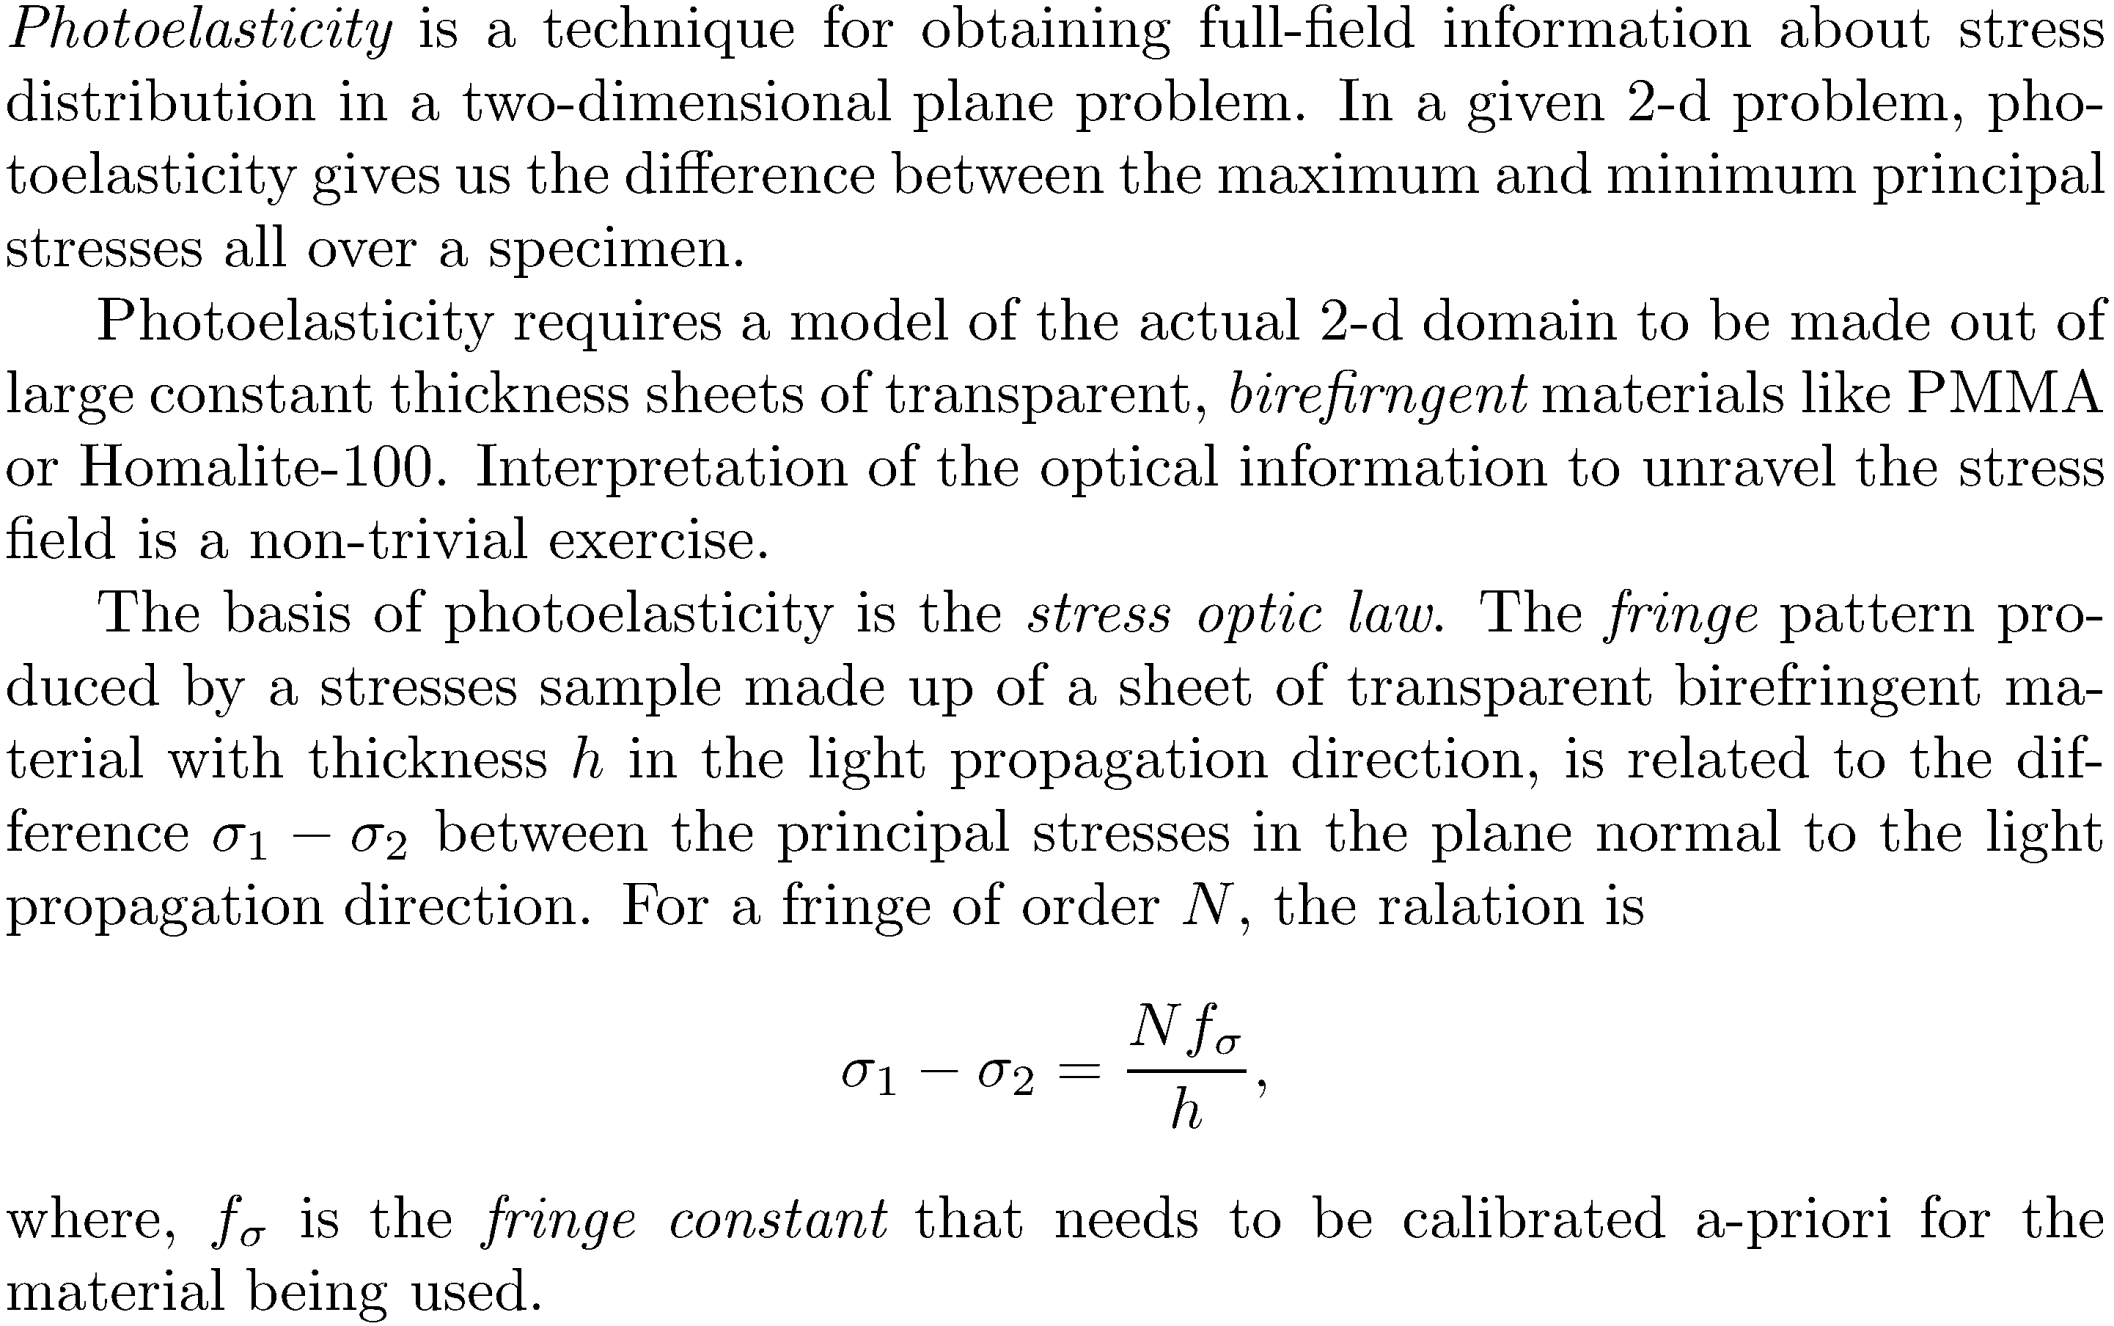 Photoelasticity is a technique for obtaining full-field information about stress
distribution in a two-dimensional plane problem. In a given 2-d problem, pho-
toelasticity gives us the difference between the maximum and minimum principal
stresses all over a specimen.
Photoelasticity requires a model of the actual 2-d domain to be made out of
large constant thickness sheets of transparent, birefirngent materials like PMMA
or Homalite-100. Interpretation of the optical information to unravel the stress
field is a non-trivial exercise.
The basis of photoelasticity is the stress optic law. The fringe pattern pro-
duced by a stresses sample made up of a sheet of transparent birefringent ma-
terial with thickness h in the light propagation direction, is related to the dif-
ference σ₁ − σ₂ between the principal stresses in the plane normal to the light
propagation direction. For a fringe of order N, the ralation is
σ₁ − σ₂ = N f_σ / h,
where, f_σ is the fringe constant that needs to be calibrated a-priori for the
material being used.